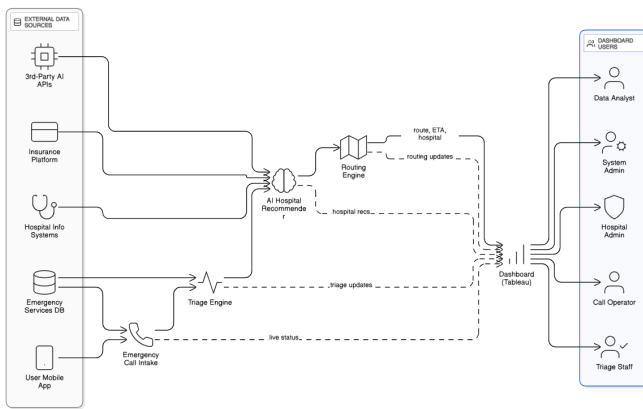 EXTERNAL DATA
SOURCES
3rd-Party AI
APIs
Insurance
Platform
Hospital Info
Systems
Emergency
Services DB
User Mobile
App
Emergency
Call Intake
Triage Engine
AI Hospital
Recommende
r
Routing
Engine
route, ETA,
hospital
routing updates
hospital recs
triage updates
live status
Dashboard
(Tableau)
DASHBOARD
USERS
Data Analyst
System
Admin
Hospital
Admin
Call Operator
Triage Staff